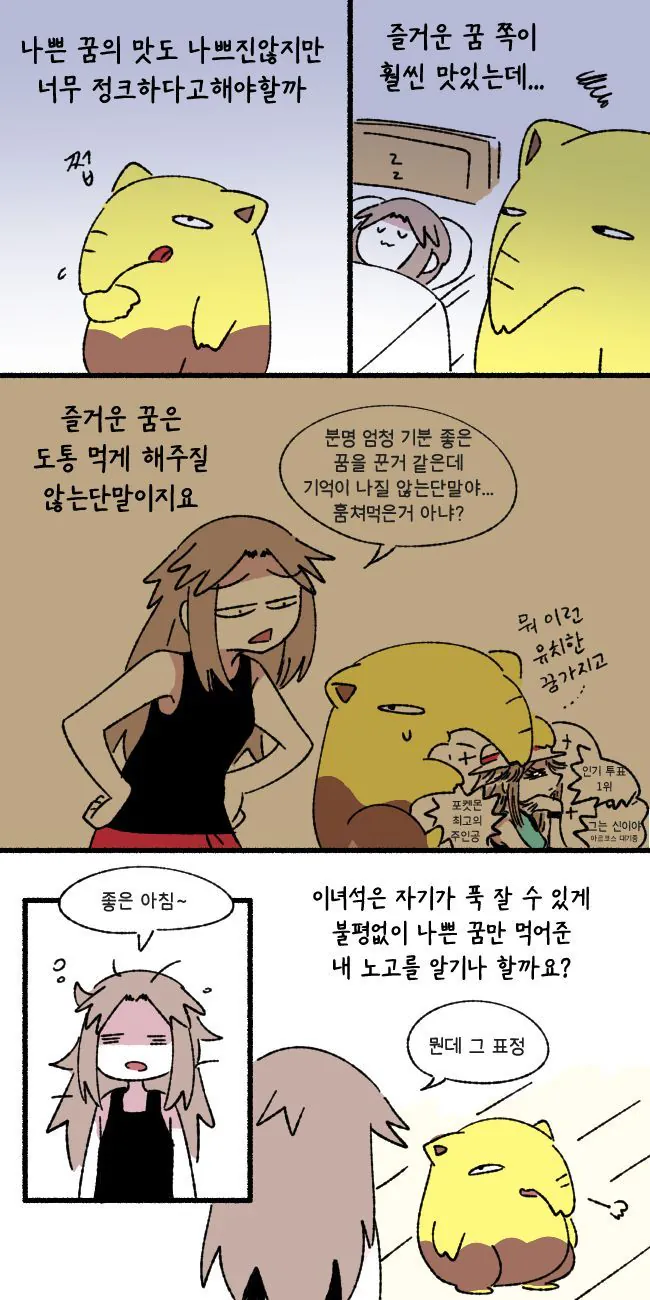 나쁜 꿈의 맛도 나쁘진않지만
너무 정크하다고해야할까
쩝
즐거운 꿈 쪽이
훨씬 맛있는데...
즐거운 꿈은
도통 먹게 해주질
않는단말이지요
분명 엄청 기분 좋은
꿈을 꾼거 같은데
기억이 나질 않는단말야...
훔쳐먹은거 아냐?
뭐 이런
유치한
꿈가지고
인기 투표
1위
포켓몬
최고의
주인공
그는 신이야
아르코스 대기중
좋은 아침~
이녀석은 자기가 푹 잘 수 있게
불평없이 나쁜 꿈만 먹어준
내 노고를 알기나 할까요?
뭔데 그 표정